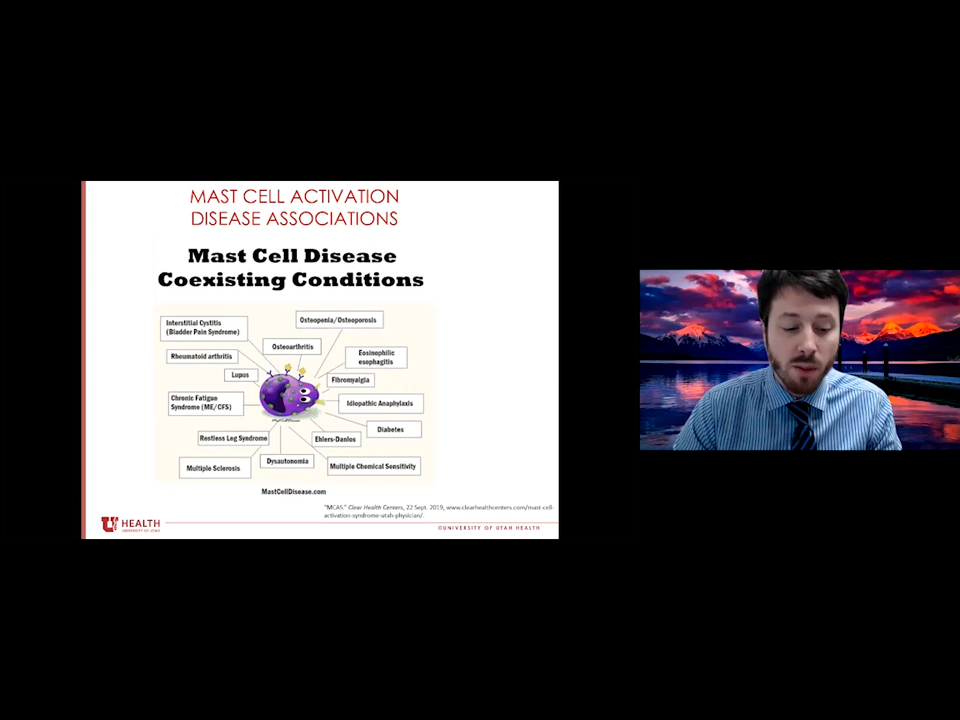 MAST CELL ACTIVATION
DISEASE ASSOCIATIONS
Mast Cell Disease
Coexisting Conditions
Interstitial Cystitis
(Bladder Pain Syndrome)
Osteopenia/Osteoporosis
Osteoarthritis
Rheumatoid arthritis
Eosinophilic
esophagitis
Lupus
Fibromyalgia
Chronic Fatigue
Syndrome (ME/CFS)
Idiopathic Anaphylaxis
Diabetes
Restless Leg Syndrome
Ehlers-Danlos
Multiple Sclerosis
Dysautonomia
Multiple Chemical Sensitivity
MastCellDisease.com
"MCAS." Clear Health Centers, 22 Sept. 2019, www.clearhealthcenters.com/mast-cell-
activation-syndrome-utah-physician/.
U HEALTH
UNIVERSITY OF UTAH
©UNIVERSITY OF UTAH HEALTH